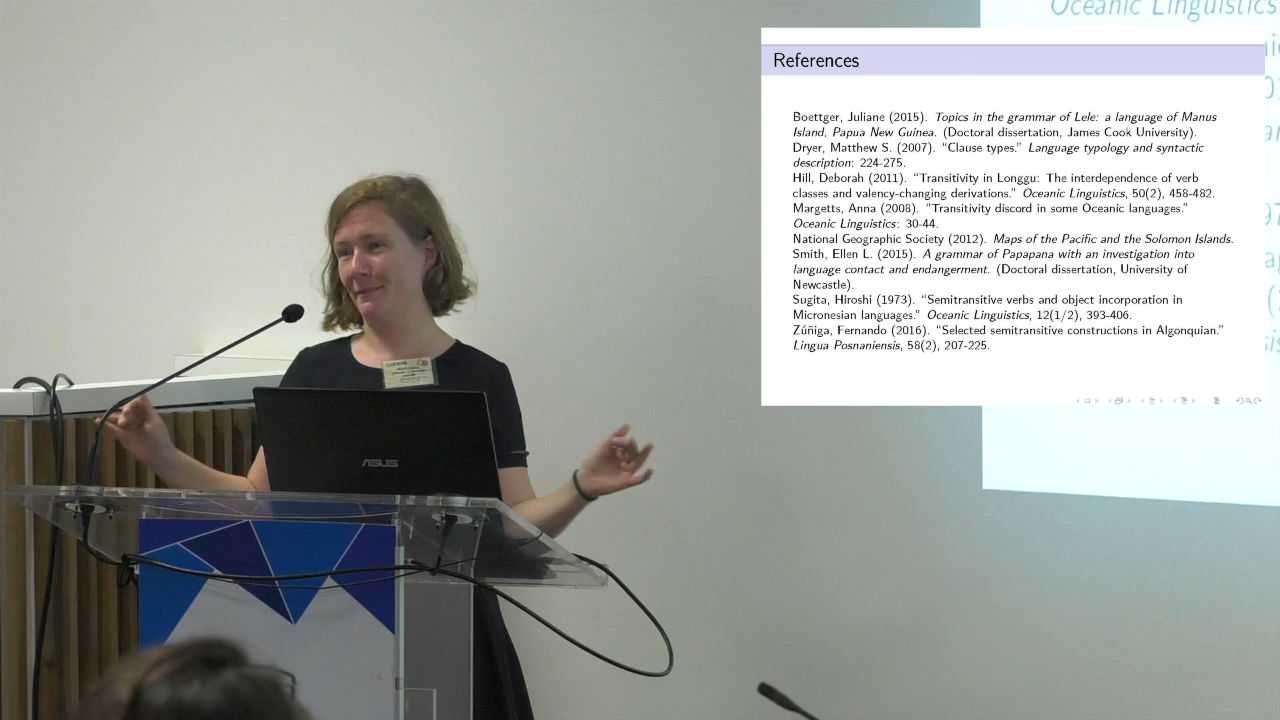 Oceanic Linguistics
References
Boettger, Juliane (2015). Topics in the grammar of Lele: a language of Manus
Island, Papua New Guinea. (Doctoral dissertation, James Cook University).
Dryer, Matthew S. (2007). “Clause types.” Language typology and syntactic
description: 224-275.
Hill, Deborah (2011). “Transitivity in Longgu: The interdependence of verb
classes and valency-changing derivations.” Oceanic Linguistics, 50(2), 458-482.
Margetts, Anna (2008). “Transitivity discord in some Oceanic languages.”
Oceanic Linguistics: 30-44.
National Geographic Society (2012). Maps of the Pacific and the Solomon Islands.
Smith, Ellen L. (2015). A grammar of Papapana with an investigation into
language contact and endangerment. (Doctoral dissertation, University of
Newcastle).
Sugita, Hiroshi (1973). “Semitransitive verbs and object incorporation in
Micronesian languages.” Oceanic Linguistics, 12(1/2), 393-406.
Zúñiga, Fernando (2016). “Selected semitransitive constructions in Algonquian.”
Lingua Posnaniensis, 58(2), 207-225.
ASUS